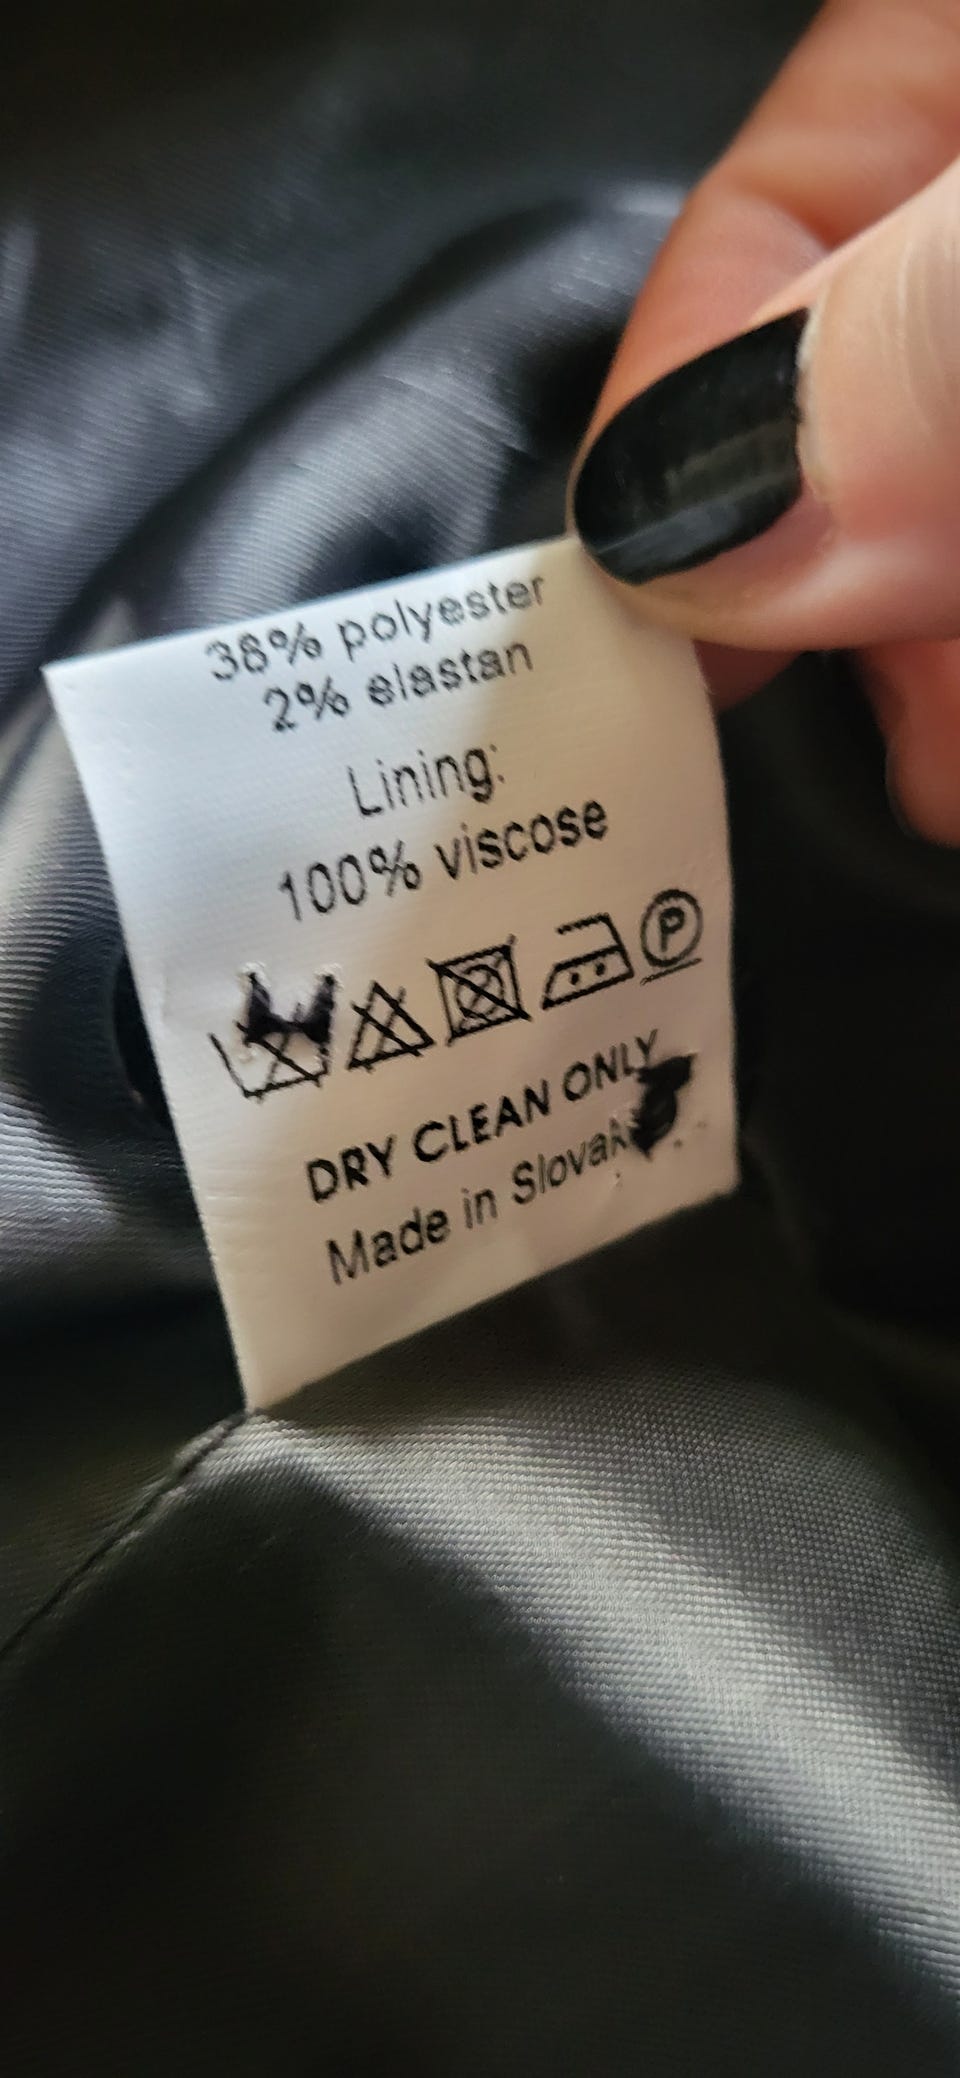 38% polyester
2% elastan
Lining:
100% viscose
P
DRY CLEAN ONLY
Made in